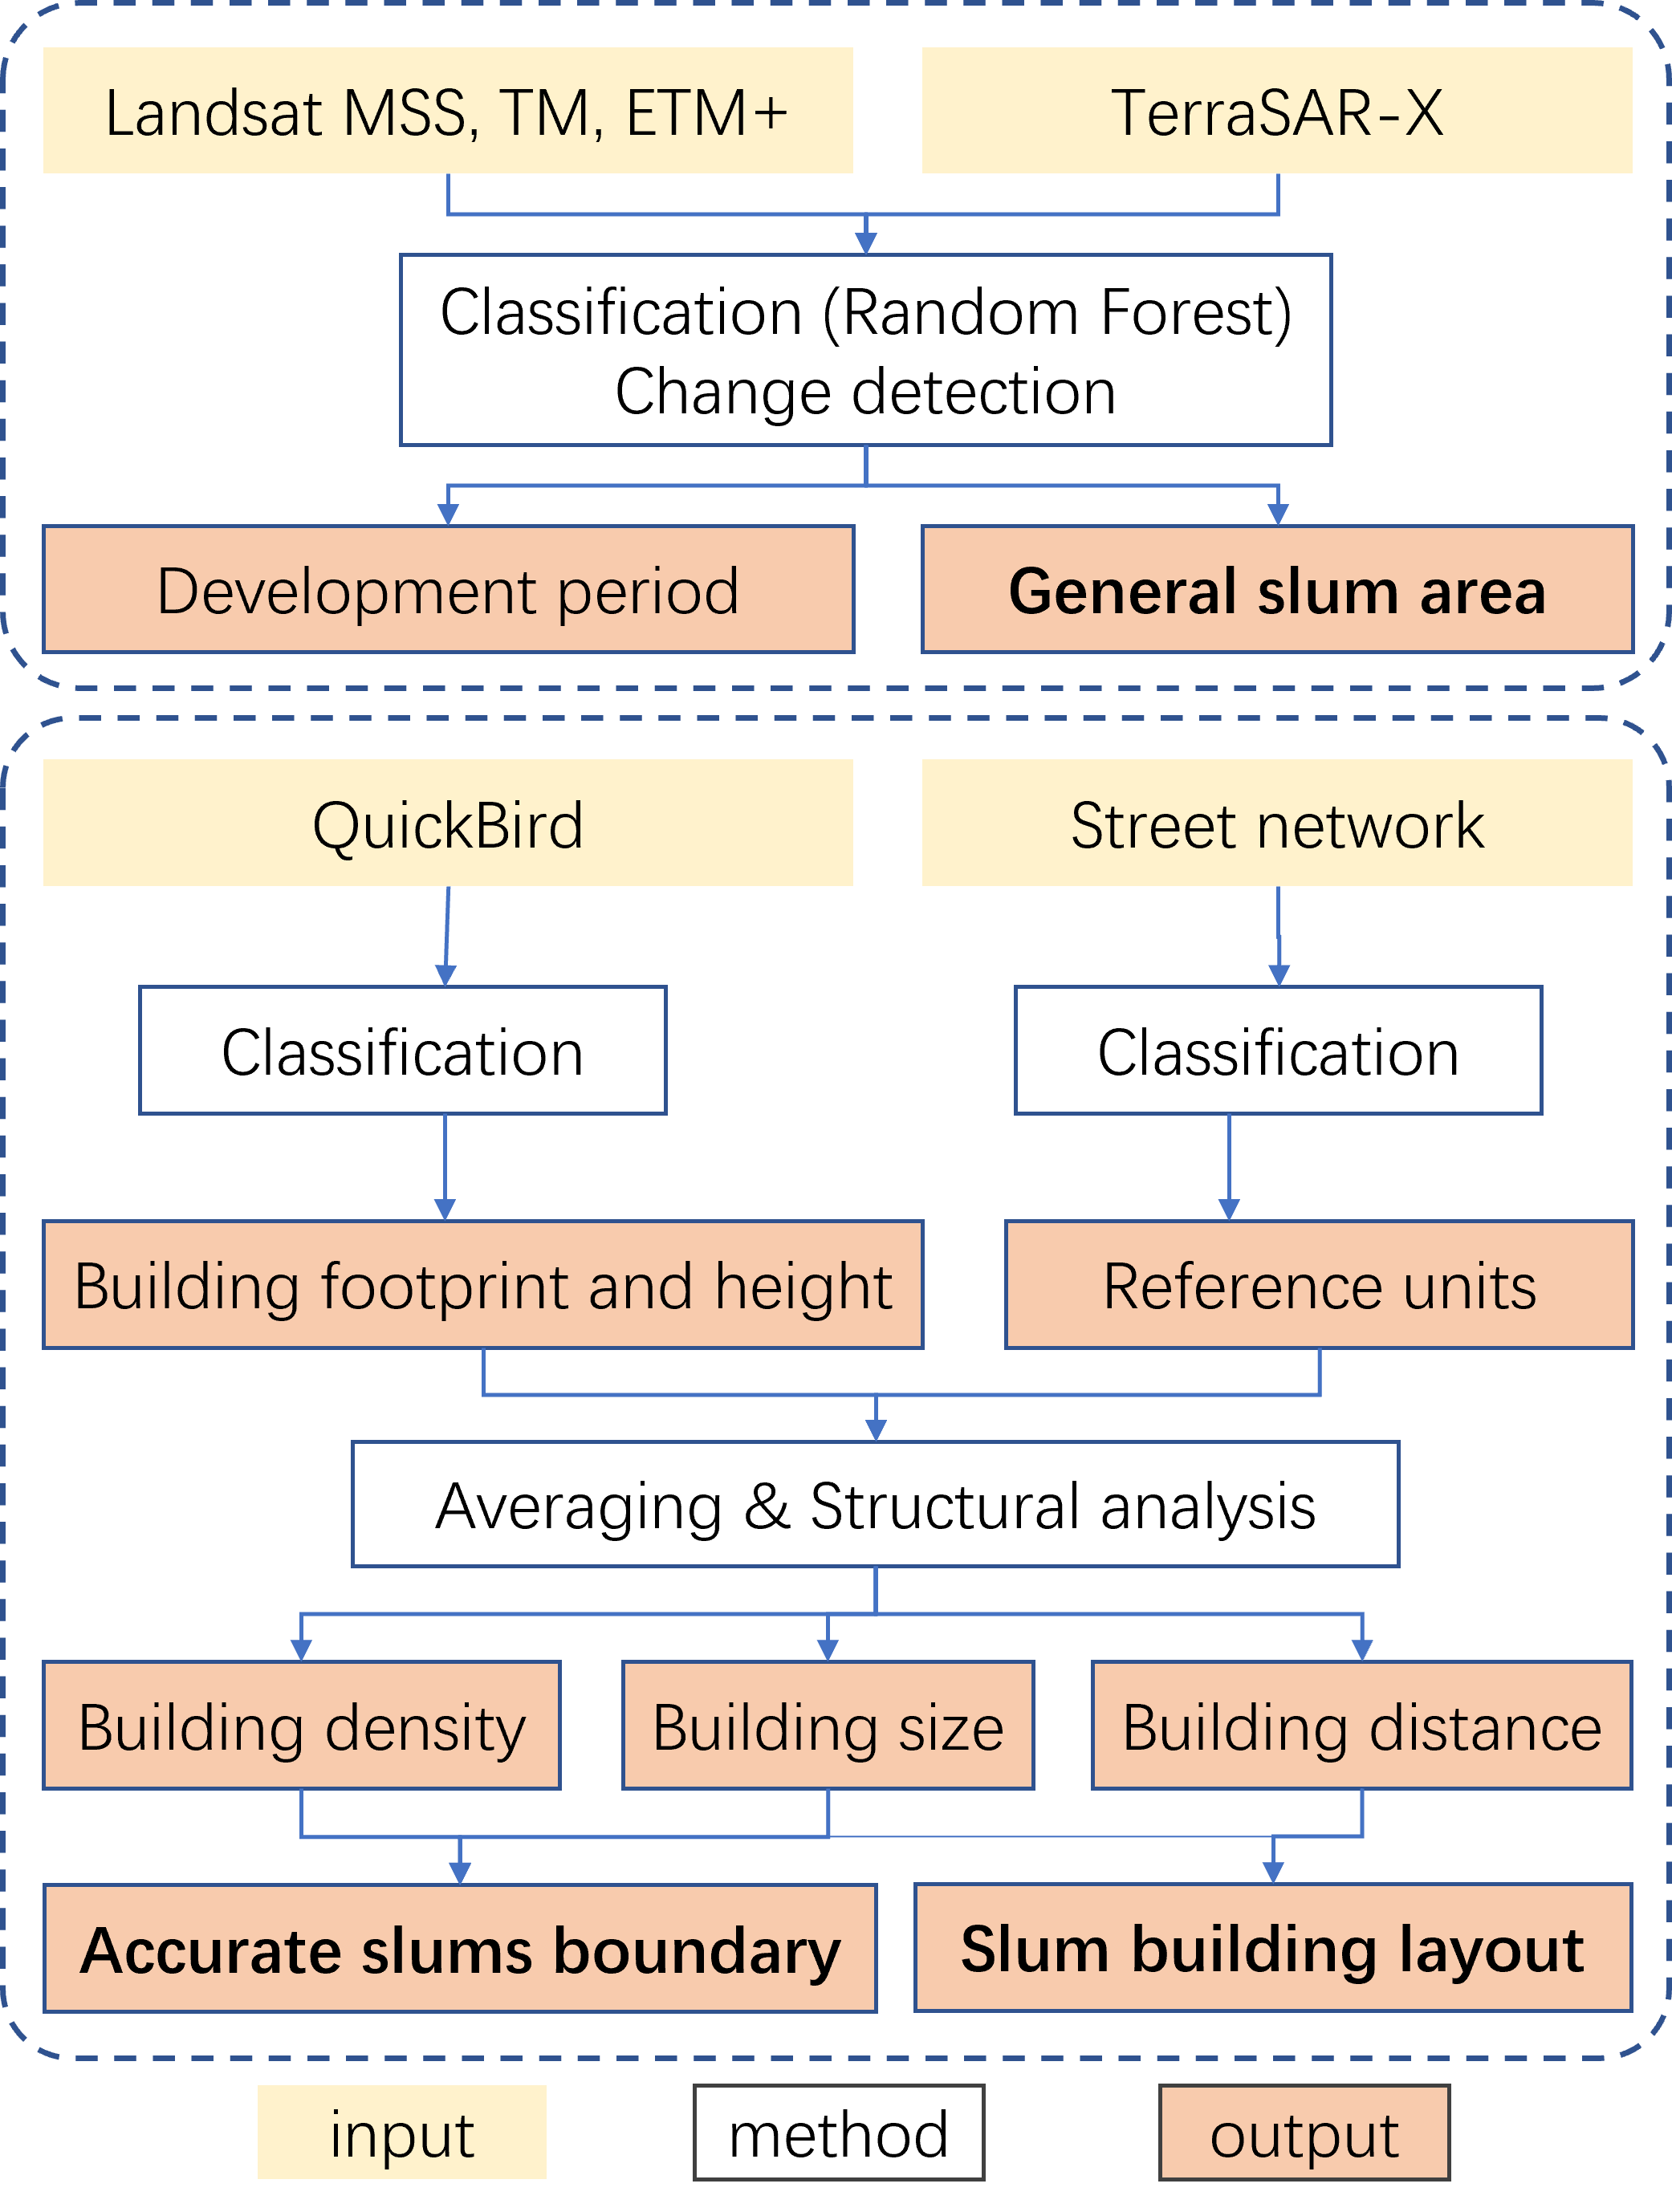 Landsat MSS, TM, ETM+
TerraSAR-X
Classification (Random Forest)
Change detection
Development period
General slum area
QuickBird
Street network
Classification
Classification
Building footprint and height
Reference units
Averaging & Structural analysis
Building density
Building size
Building distance
Accurate slums boundary
Slum building layout
input
method
output